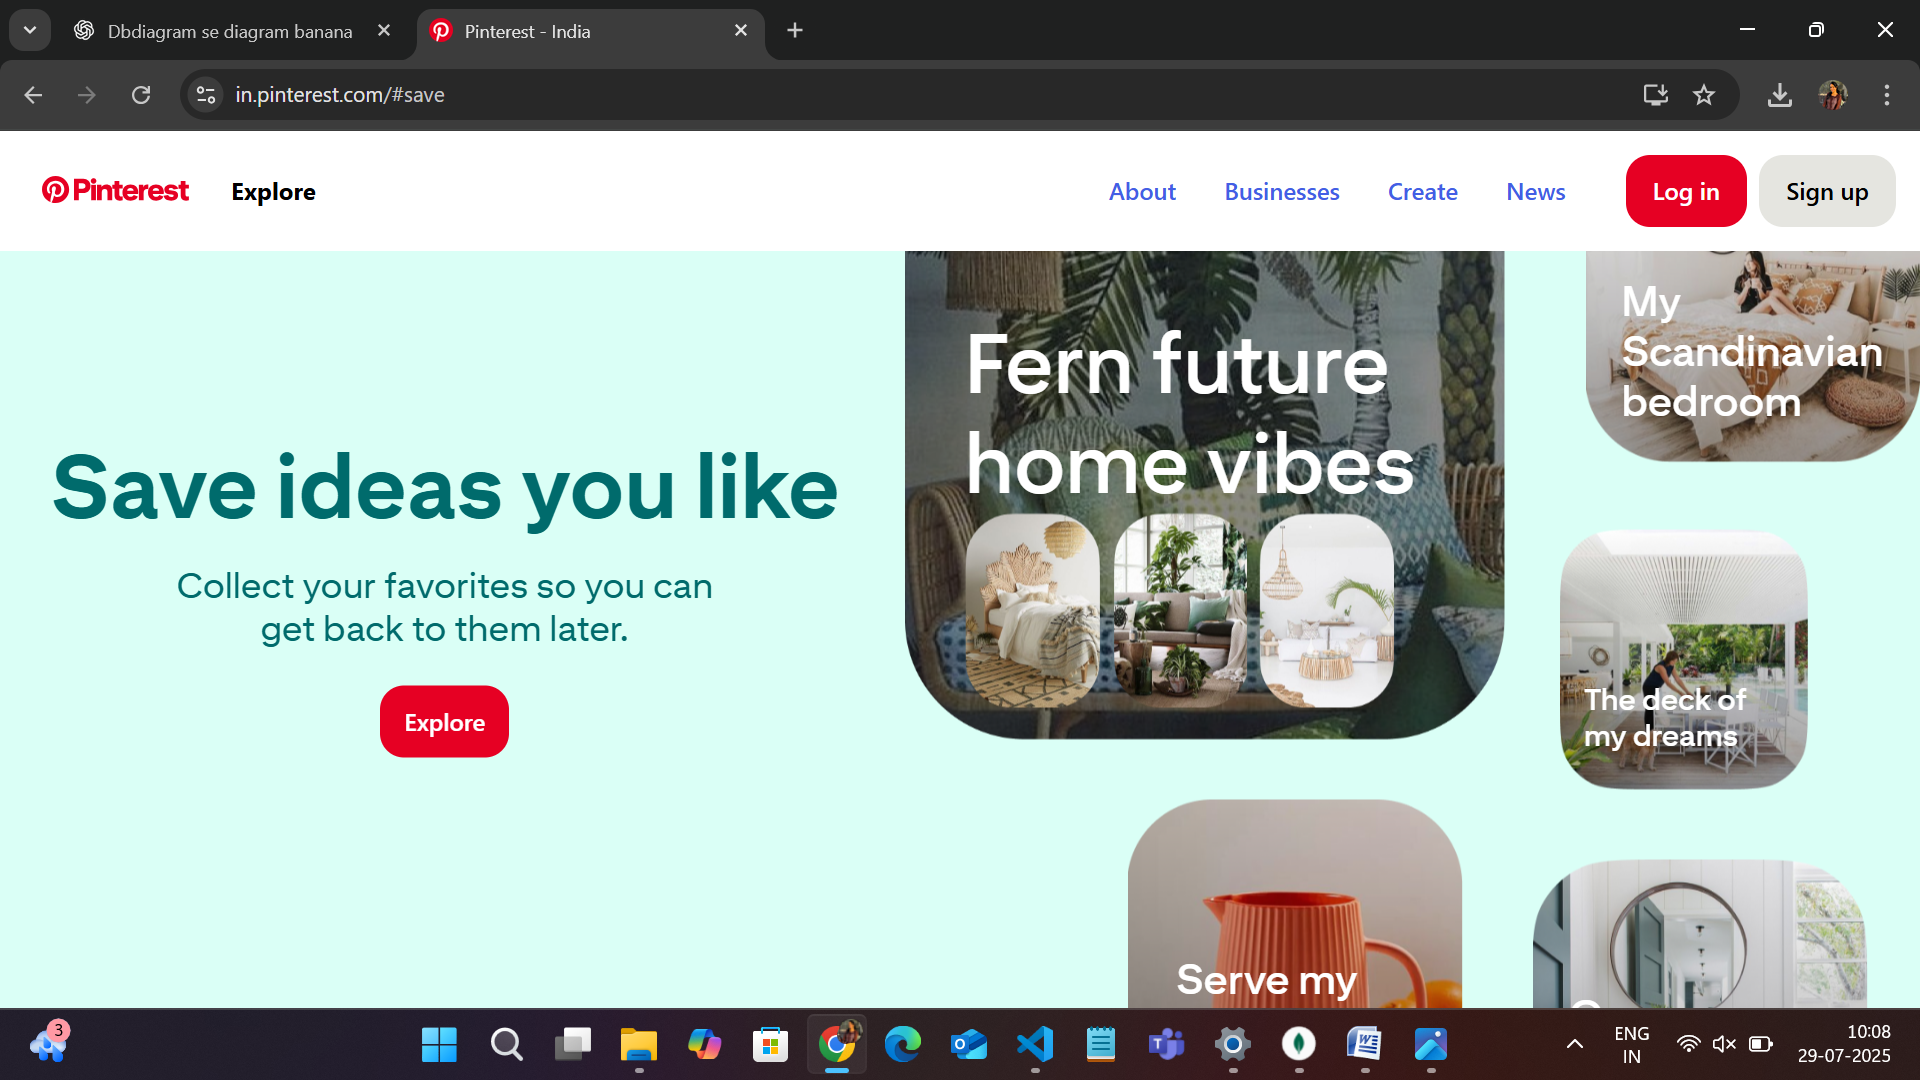 Dbdiagram se diagram banana
Pinterest - India
in.pinterest.com/#save
Pinterest
Explore
About
Businesses
Create
News
Log in
Sign up
Save ideas you like
Collect your favorites so you can
get back to them later.
Explore
Fern future
home vibes
My
Scandinavian
bedroom
The deck of
my dreams
Serve my
3
ENG
IN
10:08
29-07-2025